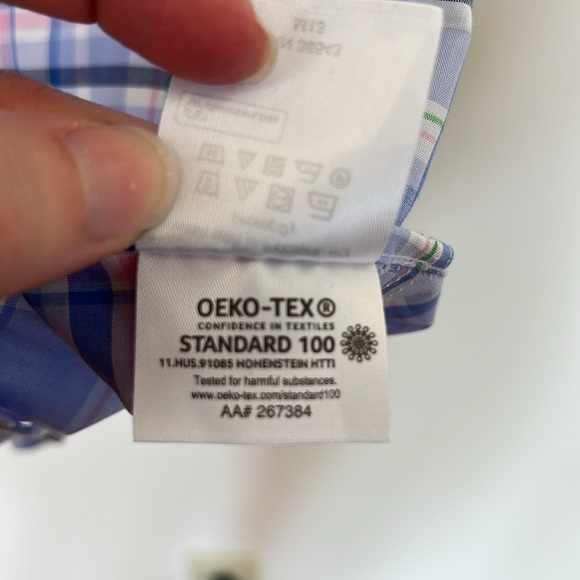 M13
OEKO-TEX®
CONFIDENCE IN TEXTILES
STANDARD 100
11.HUS.91085 HOHENSTEIN HTTI
Tested for harmful substances.
www.oeko-tex.com/standard100
AA# 267384